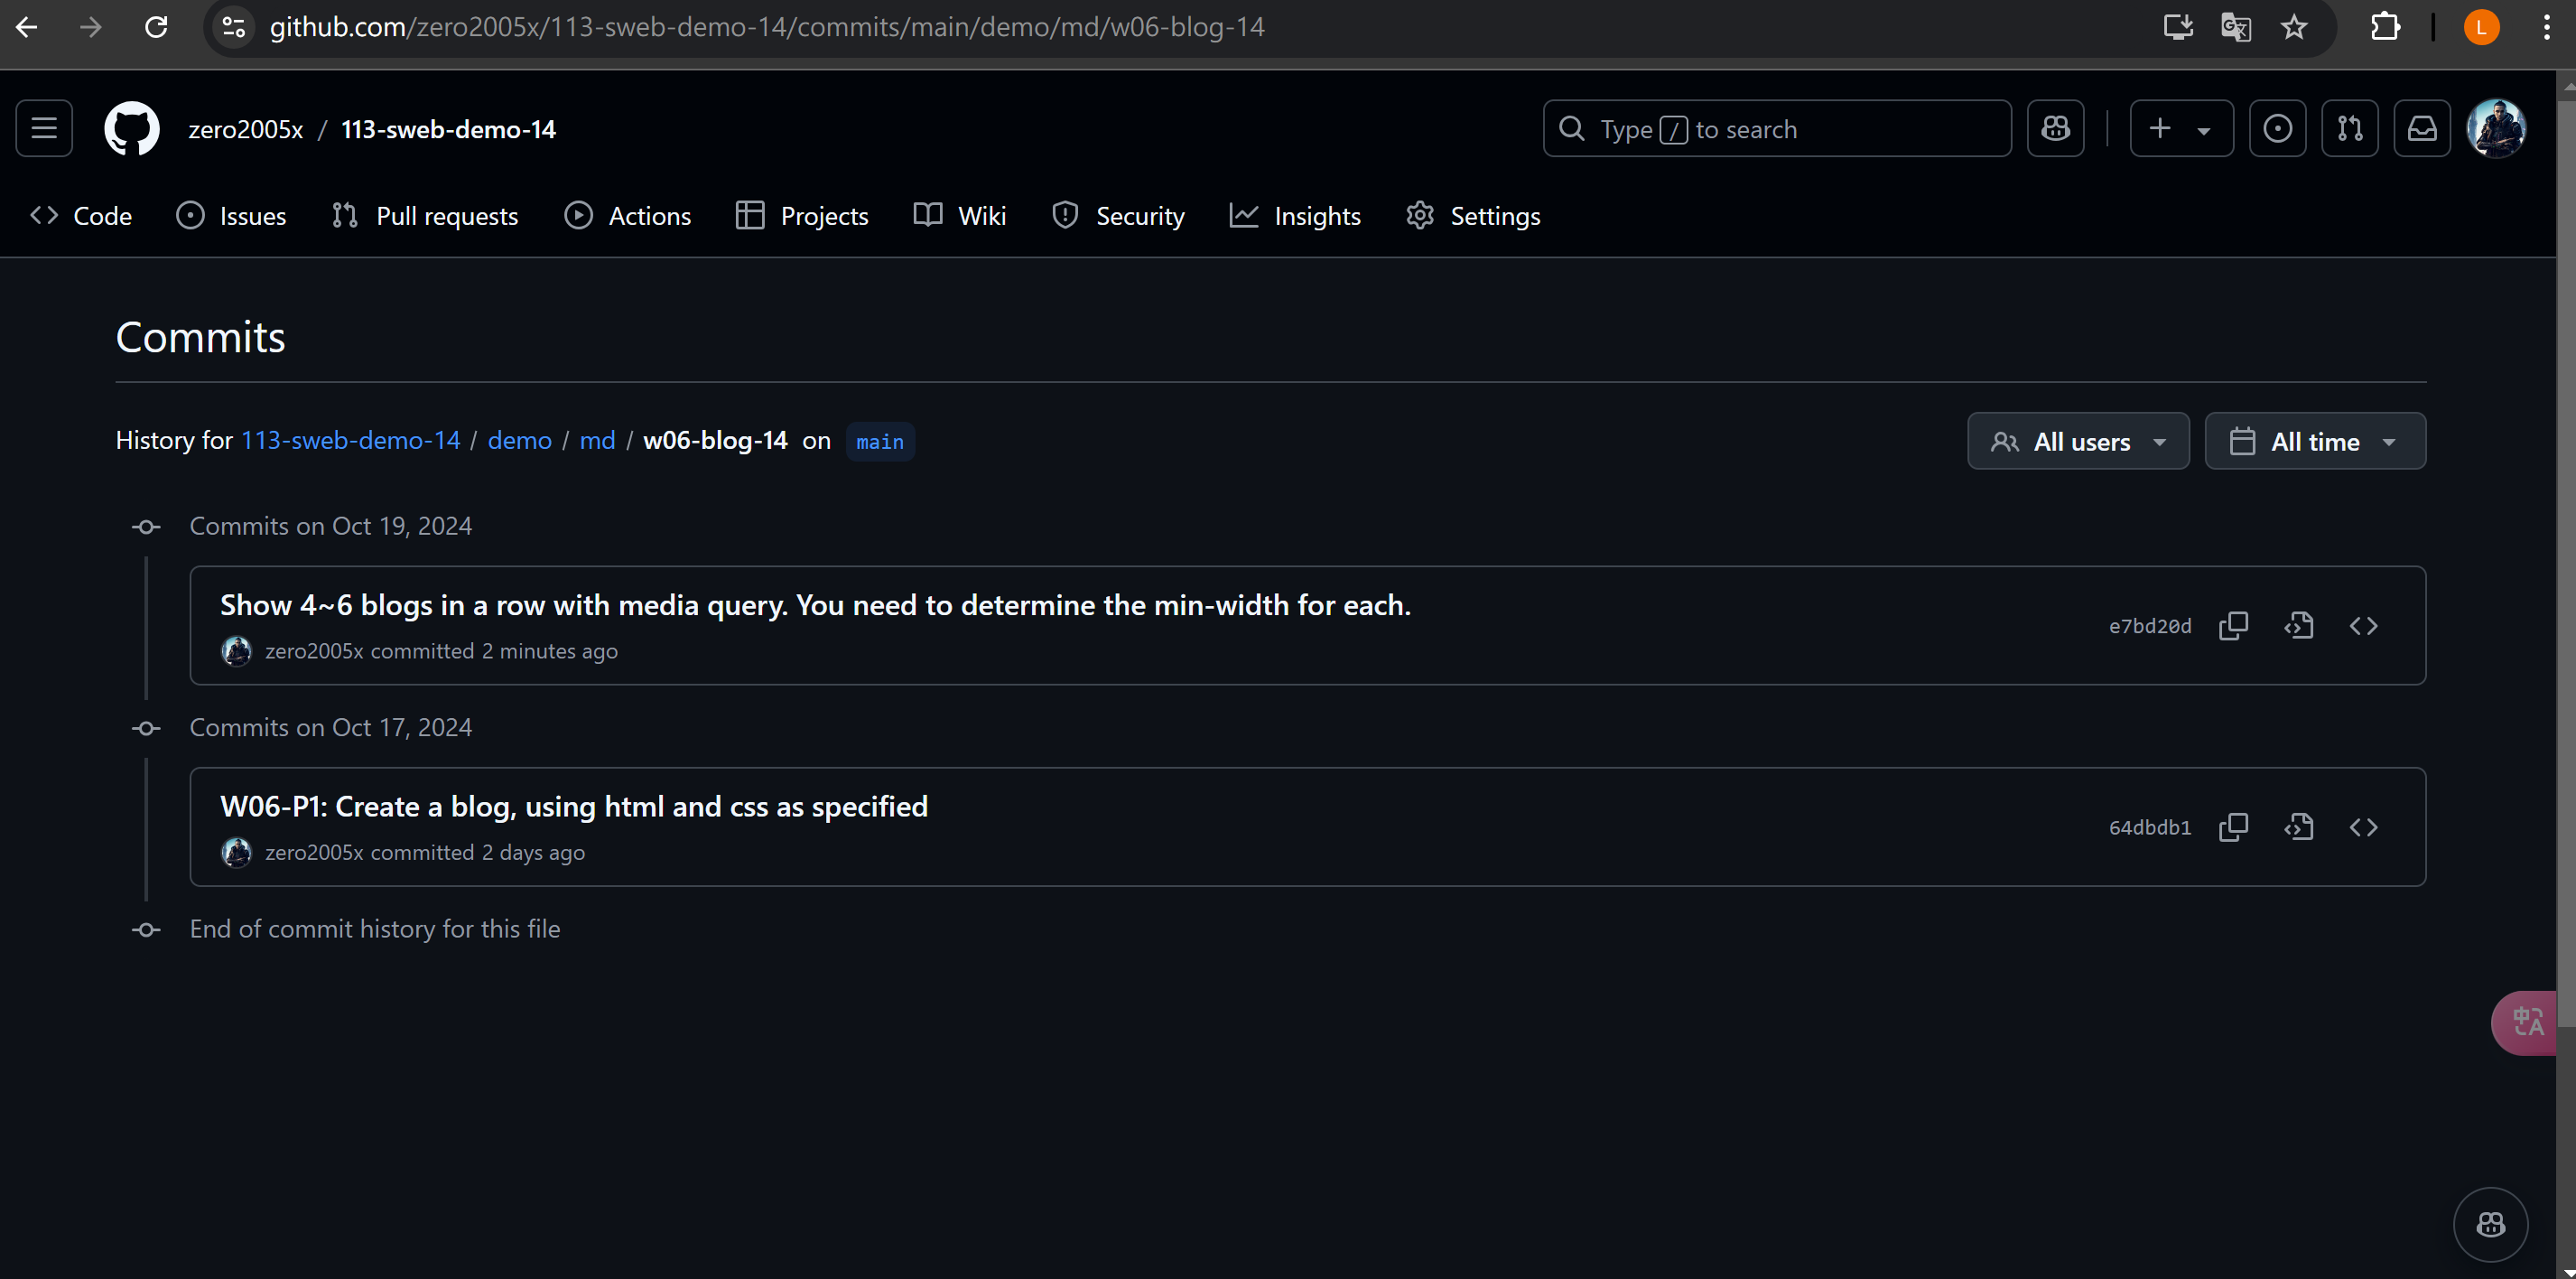 github.com/zero2005x/113-sweb-demo-14/commits/main/demo/md/w06-blog-14
L
zero2005x / 113-sweb-demo-14
Type / to search
Code Issues Pull requests Actions Projects Wiki Security Insights Settings
Commits
History for 113-sweb-demo-14 / demo / md / w06-blog-14 on main
All users All time
Commits on Oct 19, 2024
Show 4~6 blogs in a row with media query. You need to determine the min-width for each.
zero2005x committed 2 minutes ago
e7bd20d
Commits on Oct 17, 2024
W06-P1: Create a blog, using html and css as specified
zero2005x committed 2 days ago
64dbdb1
End of commit history for this file
中A